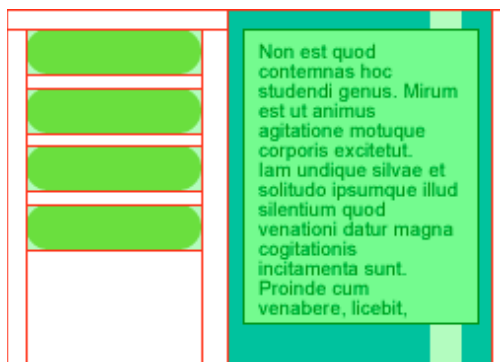 Non est quod
contemnas hoc
studendi genus. Mirum
est ut animus
agitatione motuque
corporis excitetut.
Iam undique silvae et
solitudo ipsumque illud
silentium quod
venationi datur magna
cogitationis
incitamenta sunt.
Proinde cum
venabere, licebit,